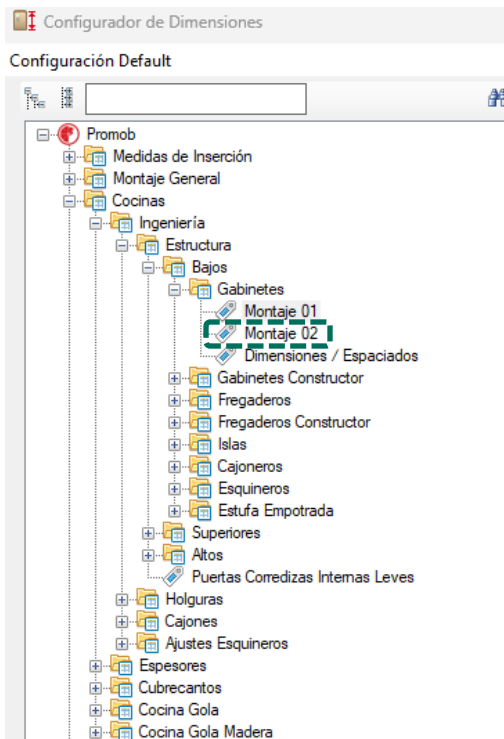 Configurador de Dimensiones
Configuración Default
Promob
Medidas de Inserción
Montaje General
Cocinas
Ingeniería
Estructura
Bajos
Gabinetes
Montaje 01
Montaje 02
Dimensiones / Espaciados
Gabinetes Constructor
Fregaderos
Fregaderos Constructor
Islas
Cajoneros
Esquineros
Estufa Empotrada
Superiores
Altos
Puertas Corredizas Internas Leves
Holguras
Cajones
Ajustes Esquineros
Espesores
Cubrecantos
Cocina Gola
Cocina Gola Madera